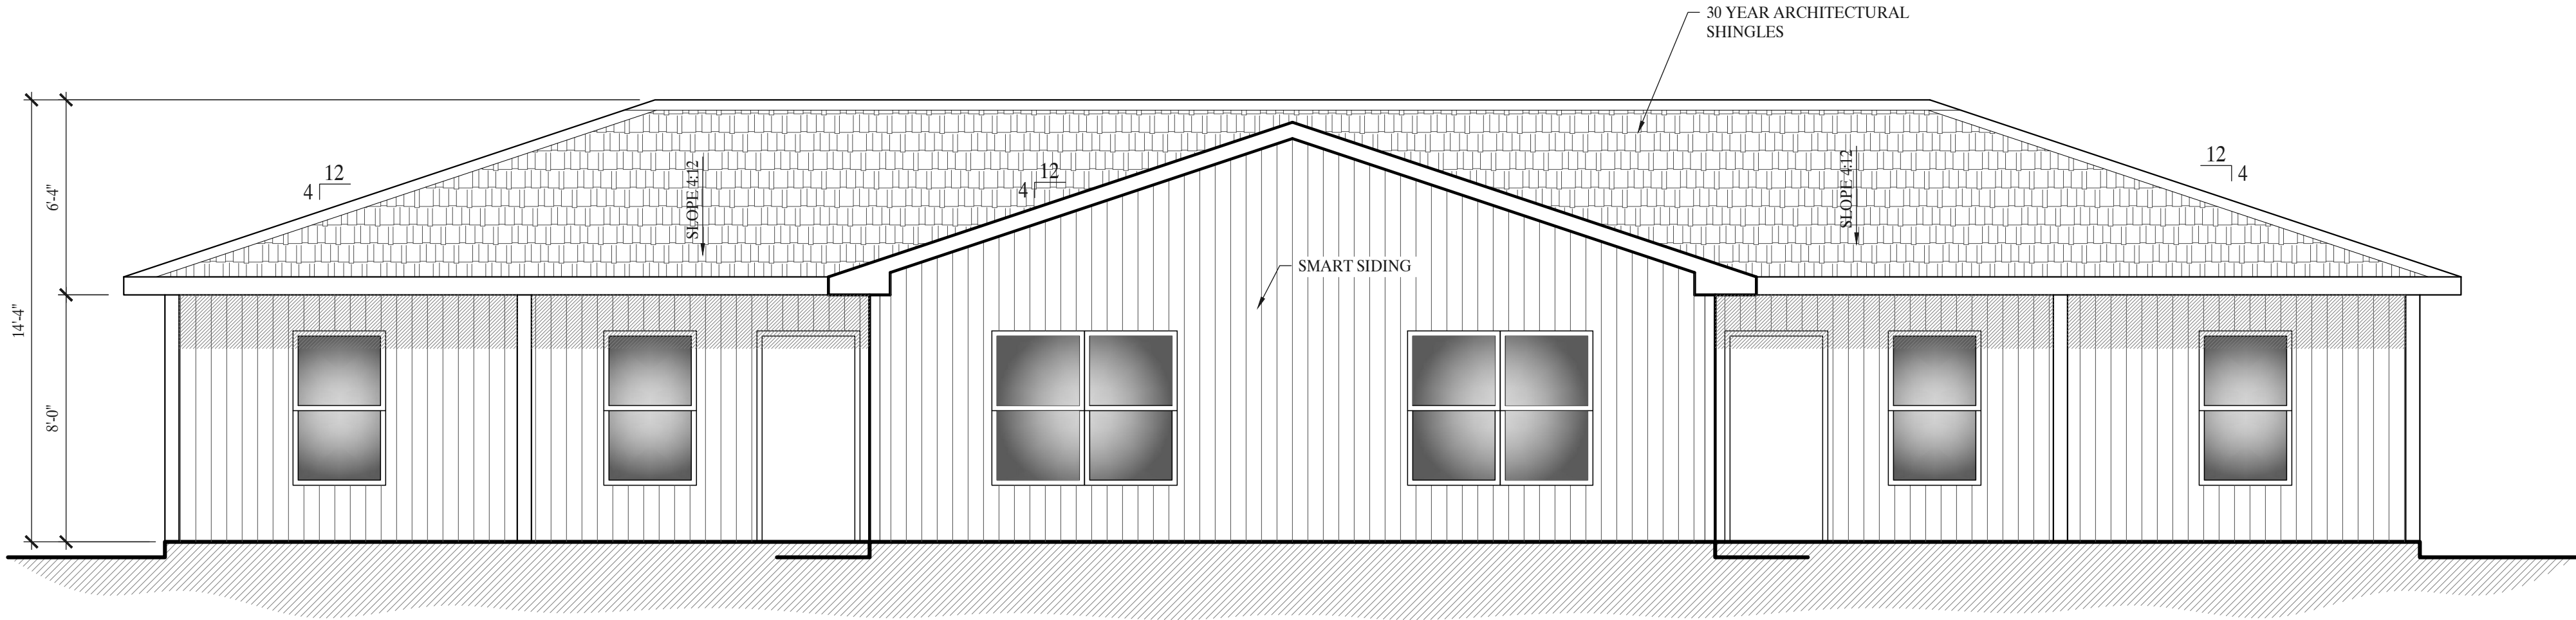 30 YEAR ARCHITECTURAL
SHINGLES
12
4
SLOPE 4:12
12
4
SLOPE 4:12
12
4
6'-4"
14'-4"
8'-0"
SMART SIDING